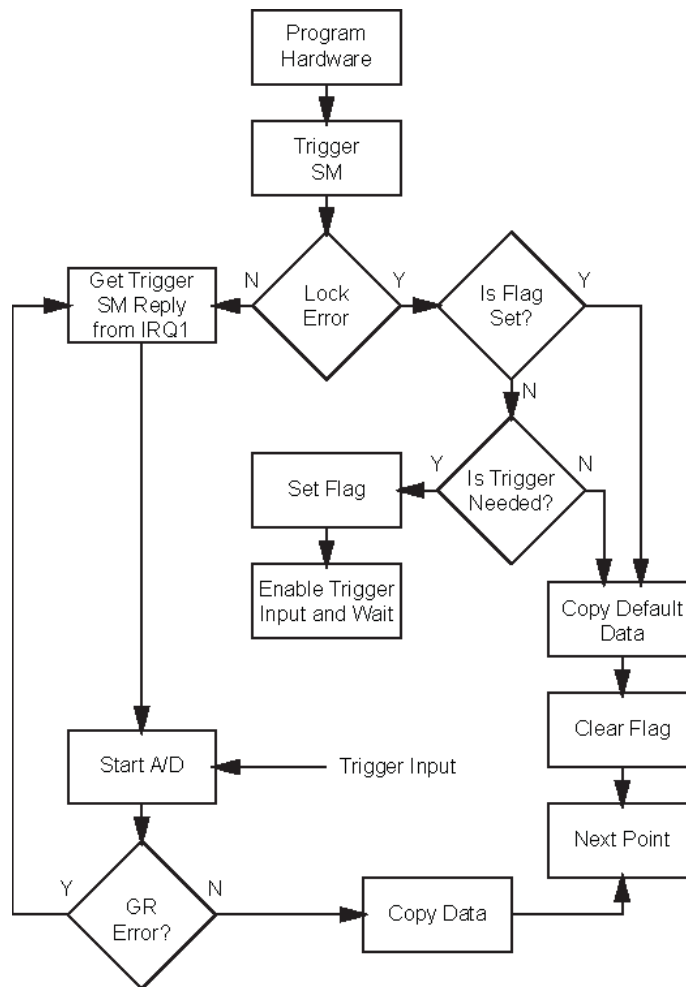 Program
Hardware
Trigger
SM
Get Trigger
SM Reply
from IRQ1
N
Lock
Error
Y
Is Flag
Set?
Y
N
Set Flag
Y
Is Trigger
Needed?
N
Enable Trigger
Input and Wait
Copy Default
Data
Clear Flag
Start A/D
Trigger Input
Next Point
Y
GR
Error?
N
Copy Data